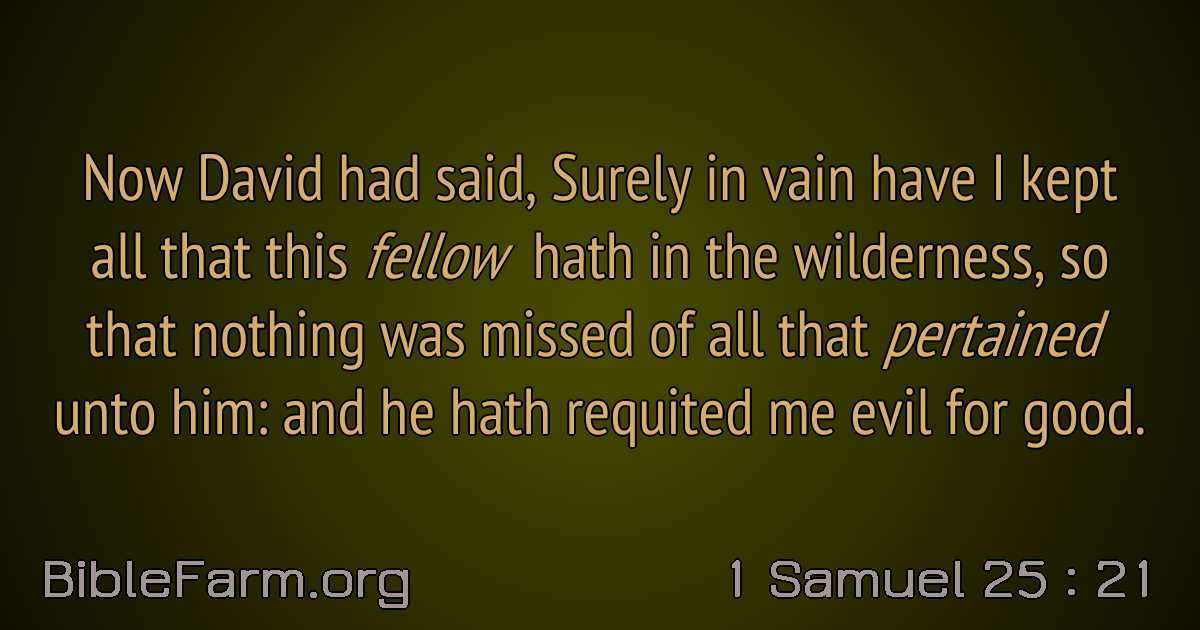 Now David had said, Surely in vain have I kept
all that this fellow hath in the wilderness, so
that nothing was missed of all that pertained
unto him: and he hath requited me evil for good.
BibleFarm.org
1 Samuel 25 : 21